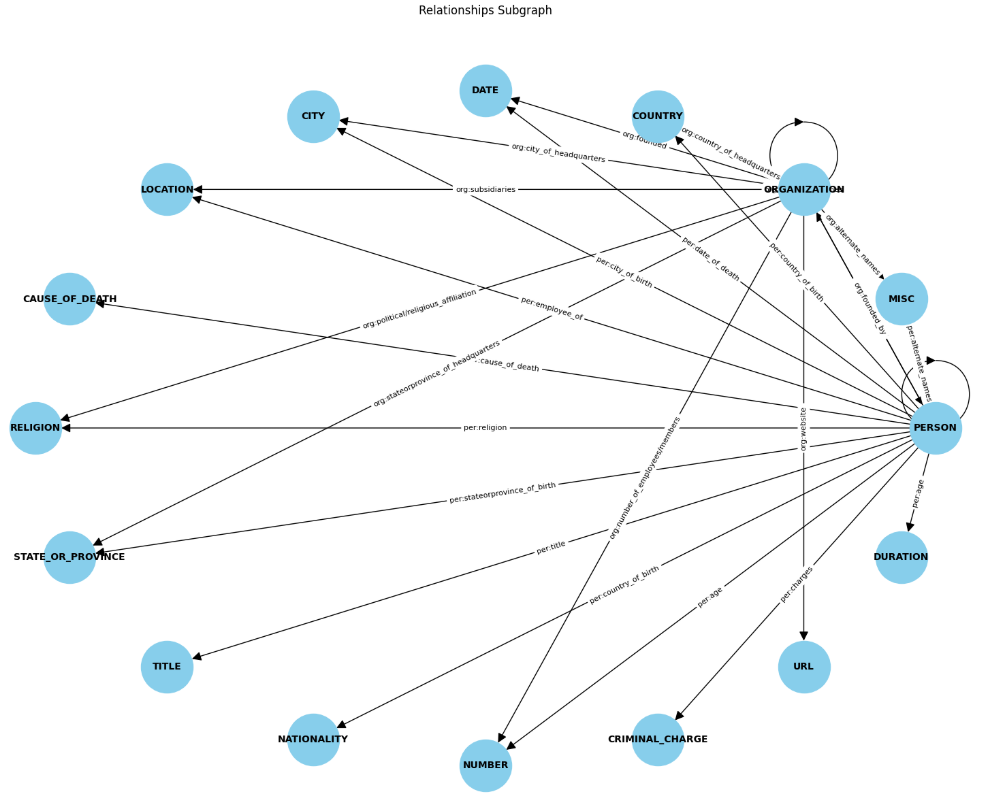 Relationships Subgraph
DATE
CITY
COUNTRY
org:founded
org:country_of_headquarters
org:city_of_headquarters
LOCATION
org:subsidiaries
ORGANIZATION
org:alternate_names
per:date_of_death
per:country_of_birth
per:city_of_birth
CAUSE_OF_DEATH
MISC
org:political/religious_affiliation
per:employee_of
org:founded_by
per:alternate_names
org:stateorprovince_of_headquarters
:cause_of_death
RELIGION
per:religion
org:website
PERSON
org:number_of_employees/members
per:stateorprovince_of_birth
per:age
STATE_OR_PROVINCE
per:title
DURATION
per:country_of_birth
per:age
per:charges
TITLE
URL
NATIONALITY
NUMBER
CRIMINAL_CHARGE